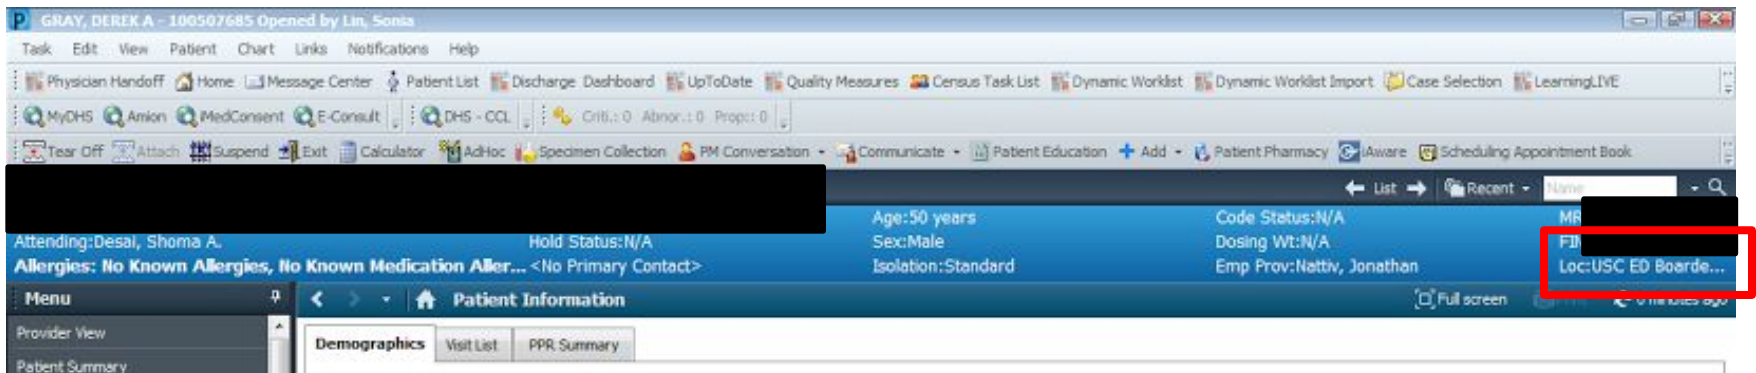 GRAY, DEREK A - 100507685 Opened by Lin, Sonia
Task Edit View Patient Chart Links Notifications Help
Physician Handoff Home Message Center Patient List Discharge Dashboard UpToDate Quality Measures Census Task List Dynamic Worklist Dynamic Worklist Import Case Selection LearningLIVE
MyDHS Amion MedConsent E-Consult DHS - CCL Criti.: 0 Abnor.: 0 Prop.: 0
Tear Off Attach Suspend Exit Calculator AdHoc Specimen Collection PM Conversation Communicate Patient Education Add Patient Pharmacy iAware Scheduling Appointment Book
List Recent Name
Age:50 years Code Status:N/A MR
Attending:Desai, Shoma A. Hold Status:N/A Sex:Male Dosing Wt:N/A FIN
Allergies: No Known Allergies, No Known Medication Aller... <No Primary Contact> Isolation:Standard Emp Prov:Nattiv, Jonathan Loc:USC ED Boarde...
Menu Patient Information Full screen 0 minutes ago
Provider View
Demographics Visit List PPR Summary
Patient Summary